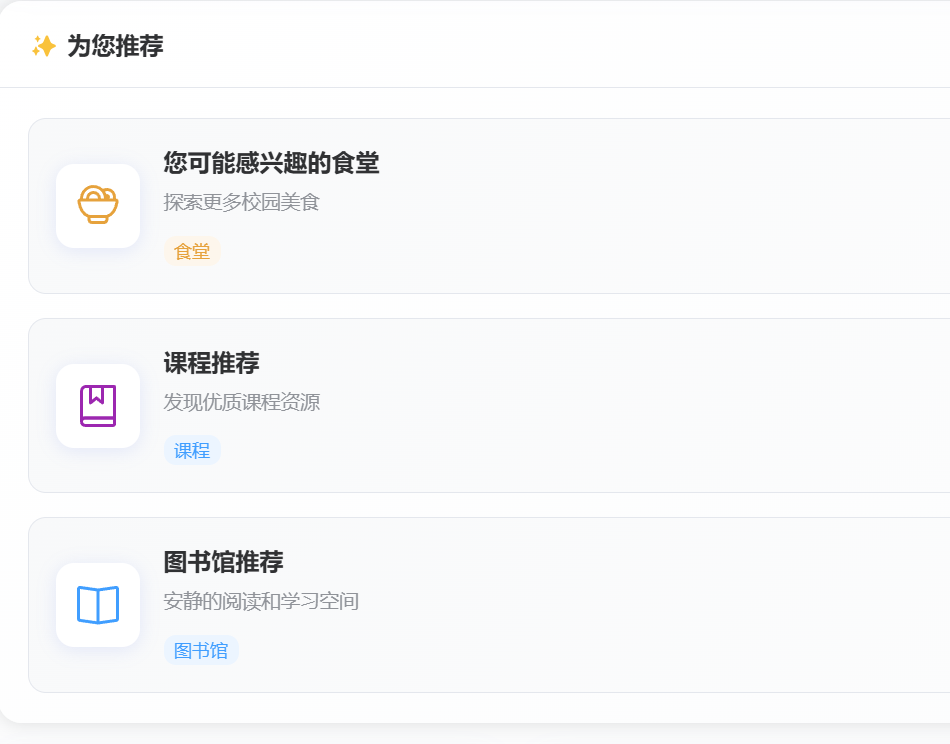 为您推荐
您可能感兴趣的食堂
探索更多校园美食
食堂
课程推荐
发现优质课程资源
课程
图书馆推荐
安静的阅读和学习空间
图书馆